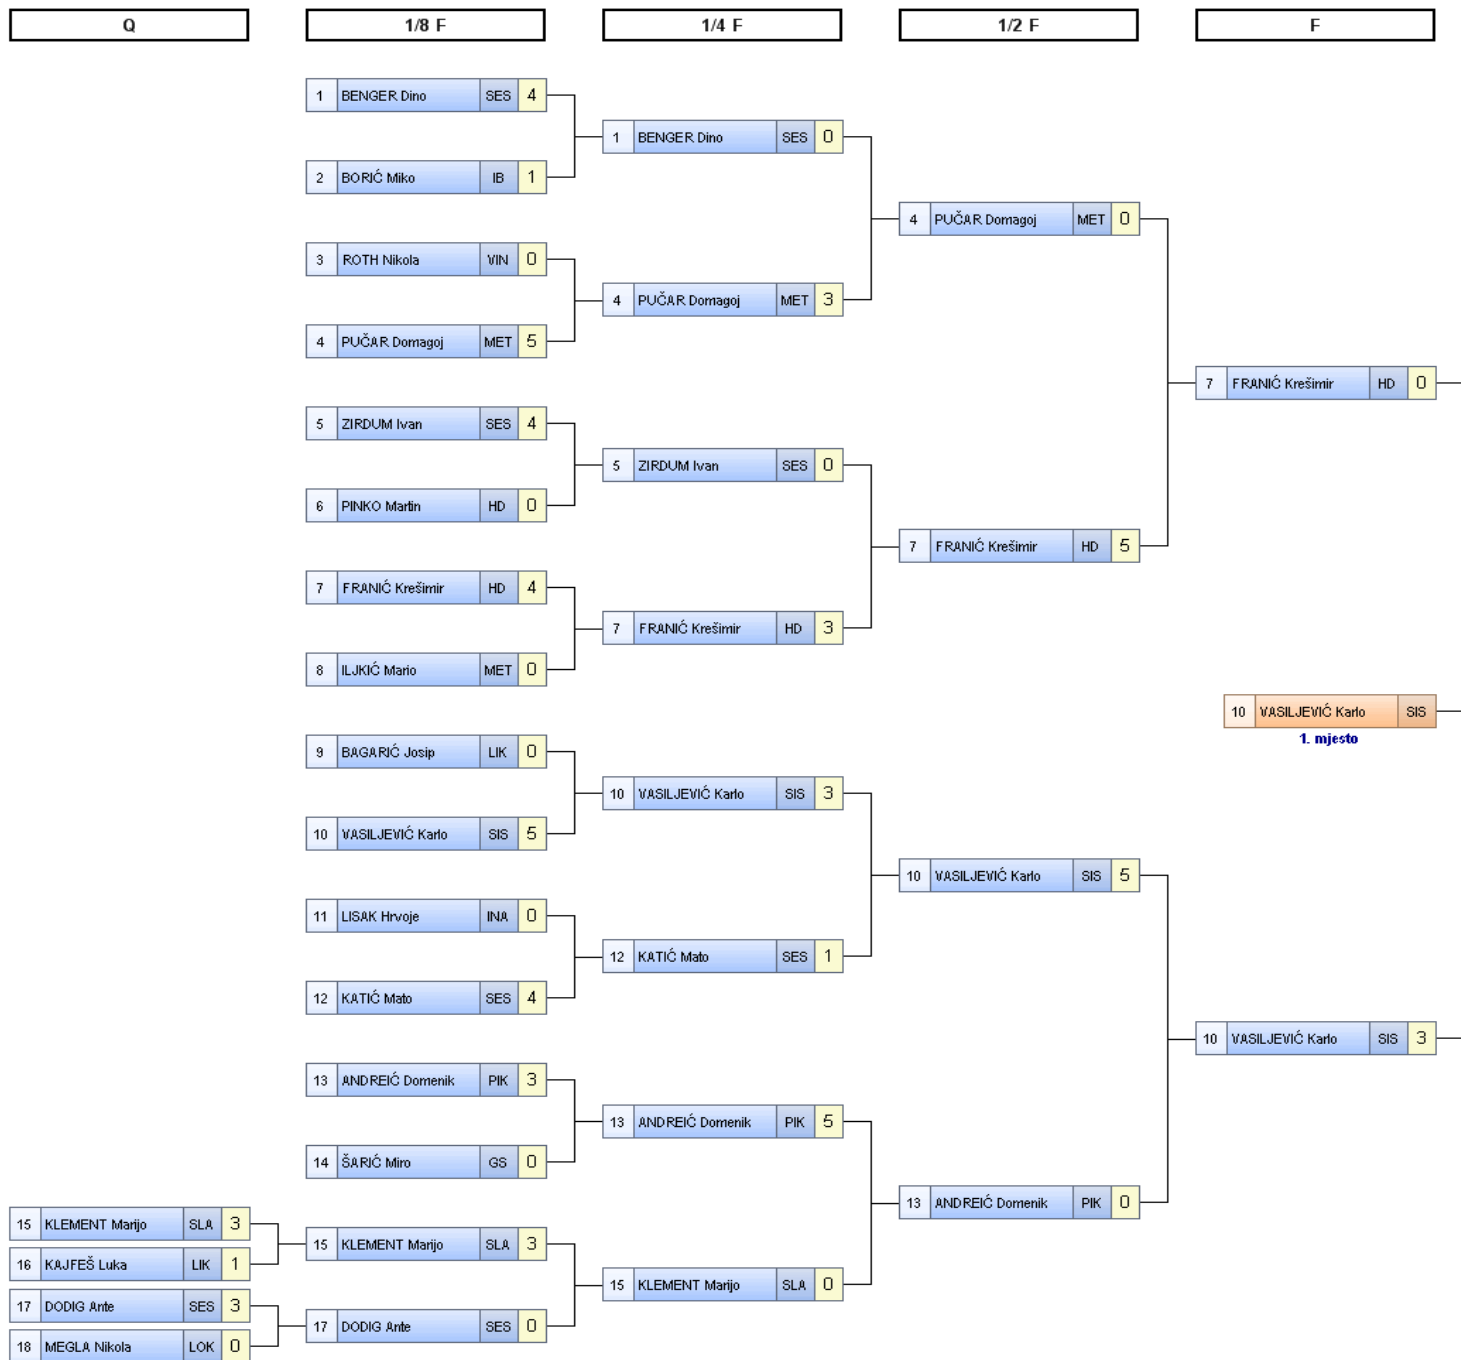 Q
1/8 F
1/4 F
1/2 F
F
1 BENGER Dino SES 4
1 BENGER Dino SES 0
2 BORIĆ Miko IB 1
4 PUČAR Domagoj MET 0
3 ROTH Nikola VIN 0
4 PUČAR Domagoj MET 3
4 PUČAR Domagoj MET 5
7 FRANIĆ Krešimir HD 0
5 ZIRDUM Ivan SES 4
5 ZIRDUM Ivan SES 0
6 PINKO Martin HD 0
7 FRANIĆ Krešimir HD 5
7 FRANIĆ Krešimir HD 4
7 FRANIĆ Krešimir HD 3
8 ILJKIĆ Mario MET 0
10 VASILJEVIĆ Karlo SIS
1. mjesto
9 BAGARIĆ Josip LIK 0
10 VASILJEVIĆ Karlo SIS 3
10 VASILJEVIĆ Karlo SIS 5
10 VASILJEVIĆ Karlo SIS 5
11 LISAK Hrvoje INA 0
12 KATIĆ Mato SES 1
12 KATIĆ Mato SES 4
10 VASILJEVIĆ Karlo SIS 3
13 ANDREIĆ Domenik PIK 3
13 ANDREIĆ Domenik PIK 5
14 ŠARIĆ Miro GS 0
13 ANDREIĆ Domenik PIK 0
15 KLEMENT Marijo SLA 3
15 KLEMENT Marijo SLA 3
16 KAJFEŠ Luka LIK 1
15 KLEMENT Marijo SLA 0
17 DODIG Ante SES 3
17 DODIG Ante SES 0
18 MEGLA Nikola LOK 0